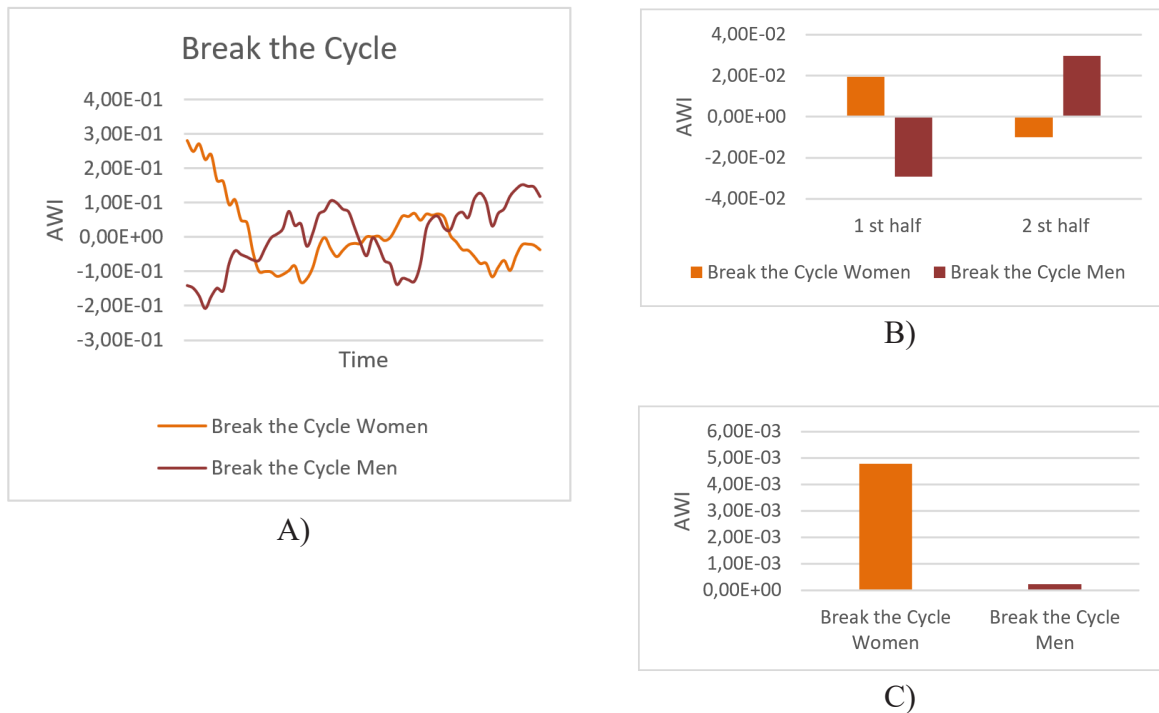 Break the Cycle
4,00E-01
3,00E-01
2,00E-01
1,00E-01
0,00E+00
-1,00E-01
-2,00E-01
-3,00E-01
AWI
Time
Break the Cycle Women
Break the Cycle Men
A)
4,00E-02
2,00E-02
0,00E+00
-2,00E-02
-4,00E-02
AWI
1 st half
2 st half
Break the Cycle Women
Break the Cycle Men
B)
6,00E-03
5,00E-03
4,00E-03
3,00E-03
2,00E-03
1,00E-03
0,00E+00
AWI
Break the Cycle
Women
Break the Cycle
Men
C)